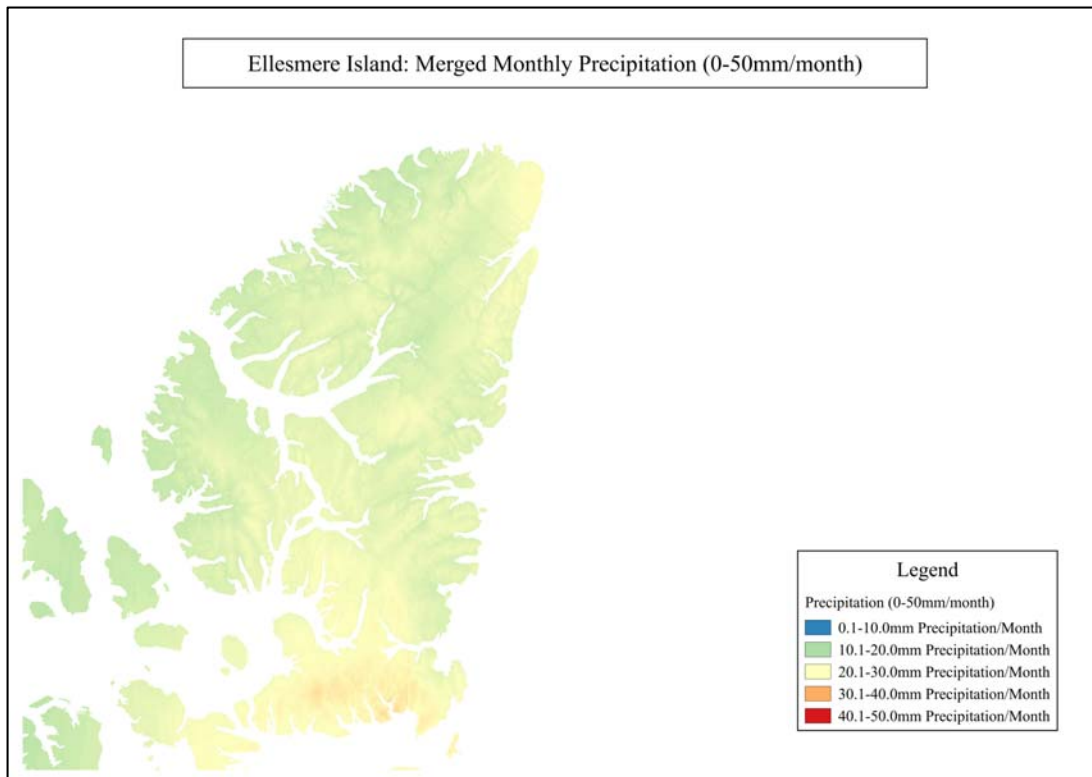 Ellesmere Island: Merged Monthly Precipitation (0-50mm/month)
Legend
Precipitation (0-50mm/month)
0.1-10.0mm Precipitation/Month
10.1-20.0mm Precipitation/Month
20.1-30.0mm Precipitation/Month
30.1-40.0mm Precipitation/Month
40.1-50.0mm Precipitation/Month